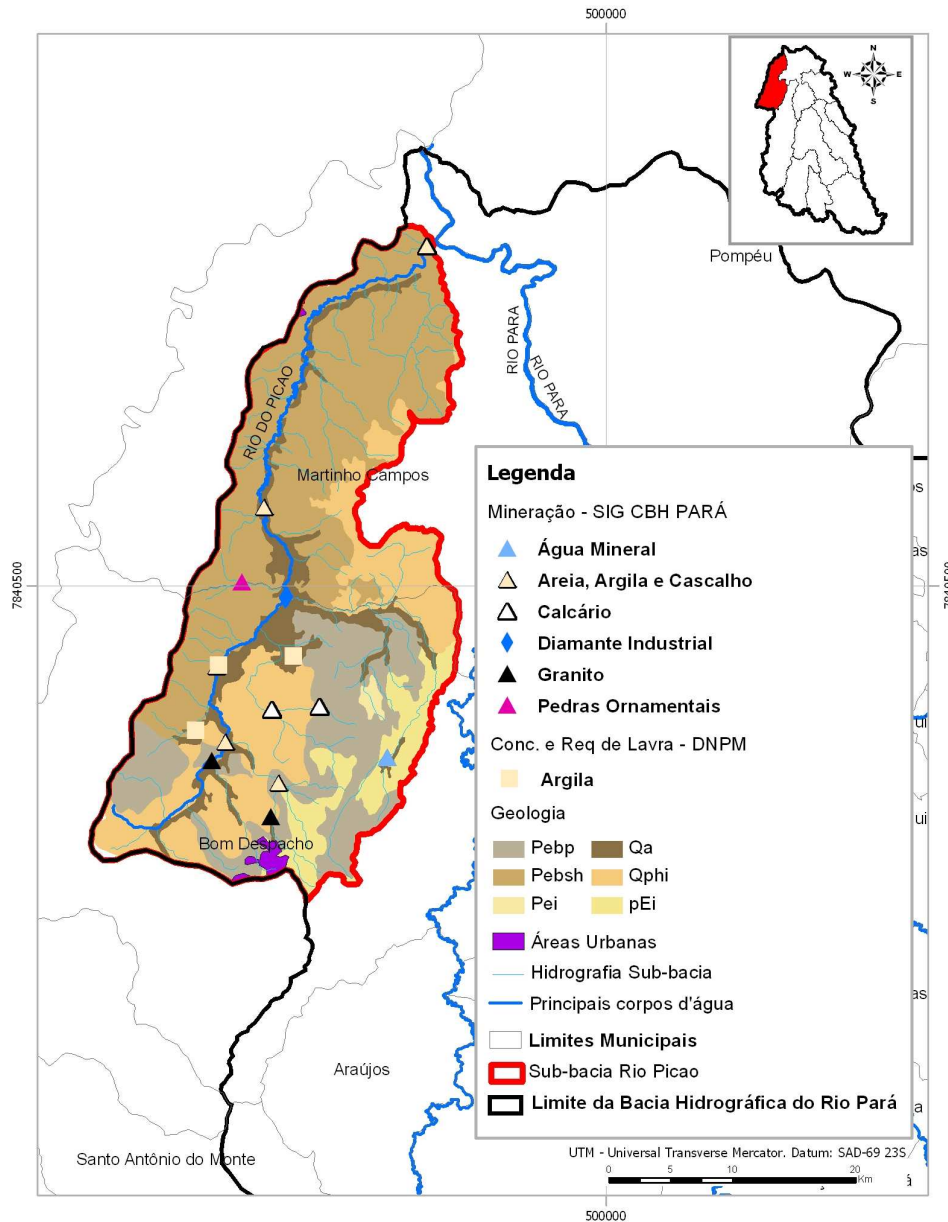 500000
N
W E
S
Pompéu
RIO PARA
RIO PARA
RIO DO PICAO
Martinho Campos
7840500
7840500
Legenda
Mineração - SIG CBH PARÁ
Água Mineral
Areia, Argila e Cascalho
Calcário
Diamante Industrial
Granito
Pedras Ornamentais
Conc. e Req de Lavra - DNPM
Argila
Geologia
Pebp Qa
Pebsh Qphi
Pei pEi
Áreas Urbanas
Hidrografia Sub-bacia
Principais corpos d'água
Limites Municipais
Sub-bacia Rio Picao
Limite da Bacia Hidrográfica do Rio Pará
Bom Despacho
Araújos
Santo Antônio do Monte
UTM - Universal Transverse Mercator. Datum: SAD-69 23S
0 5 10 20
Km
500000